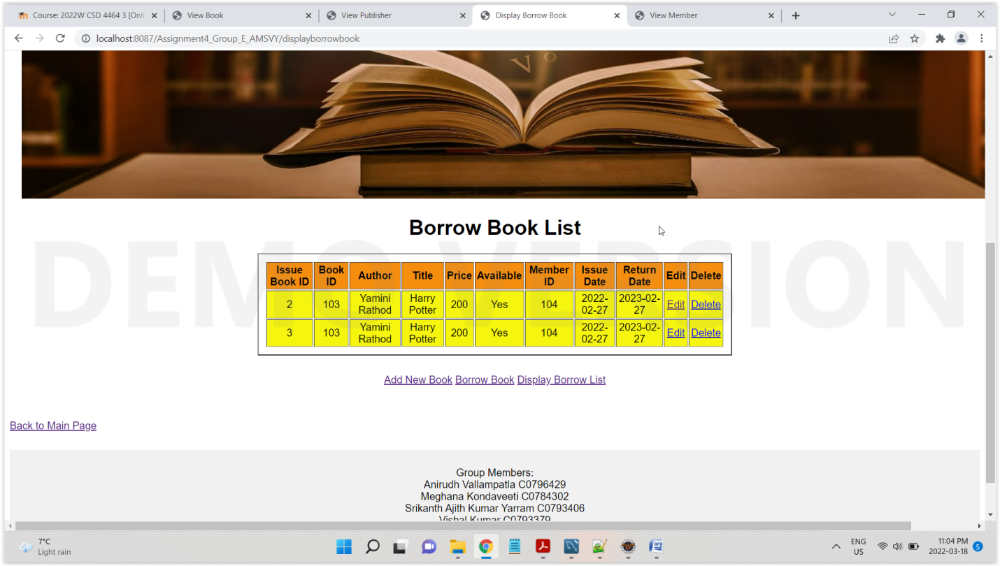 Course: 2022W CSD 4464 3 [Onli
View Book
View Publisher
Display Borrow Book
View Member
localhost:8087/Assignment4_Group_E_AMSVY/displayborrowbook
V
Borrow Book List
DEMO VERSION
Issue Book ID Book ID Author Title Price Available Member ID Issue Date Return Date Edit Delete
2 103 Yamini Rathod Harry Potter 200 Yes 104 2022-02-27 2023-02-27 Edit Delete
3 103 Yamini Rathod Harry Potter 200 Yes 104 2022-02-27 2023-02-27 Edit Delete
Add New Book Borrow Book Display Borrow List
Back to Main Page
Group Members:
Anirudh Vallampatla C0796429
Meghana Kondaveeti C0784302
Srikanth Ajith Kumar Yarram C0793406
Vishal Kumar C0793379
7°C
Light rain
ENG
US
11:04 PM
2022-03-18
5